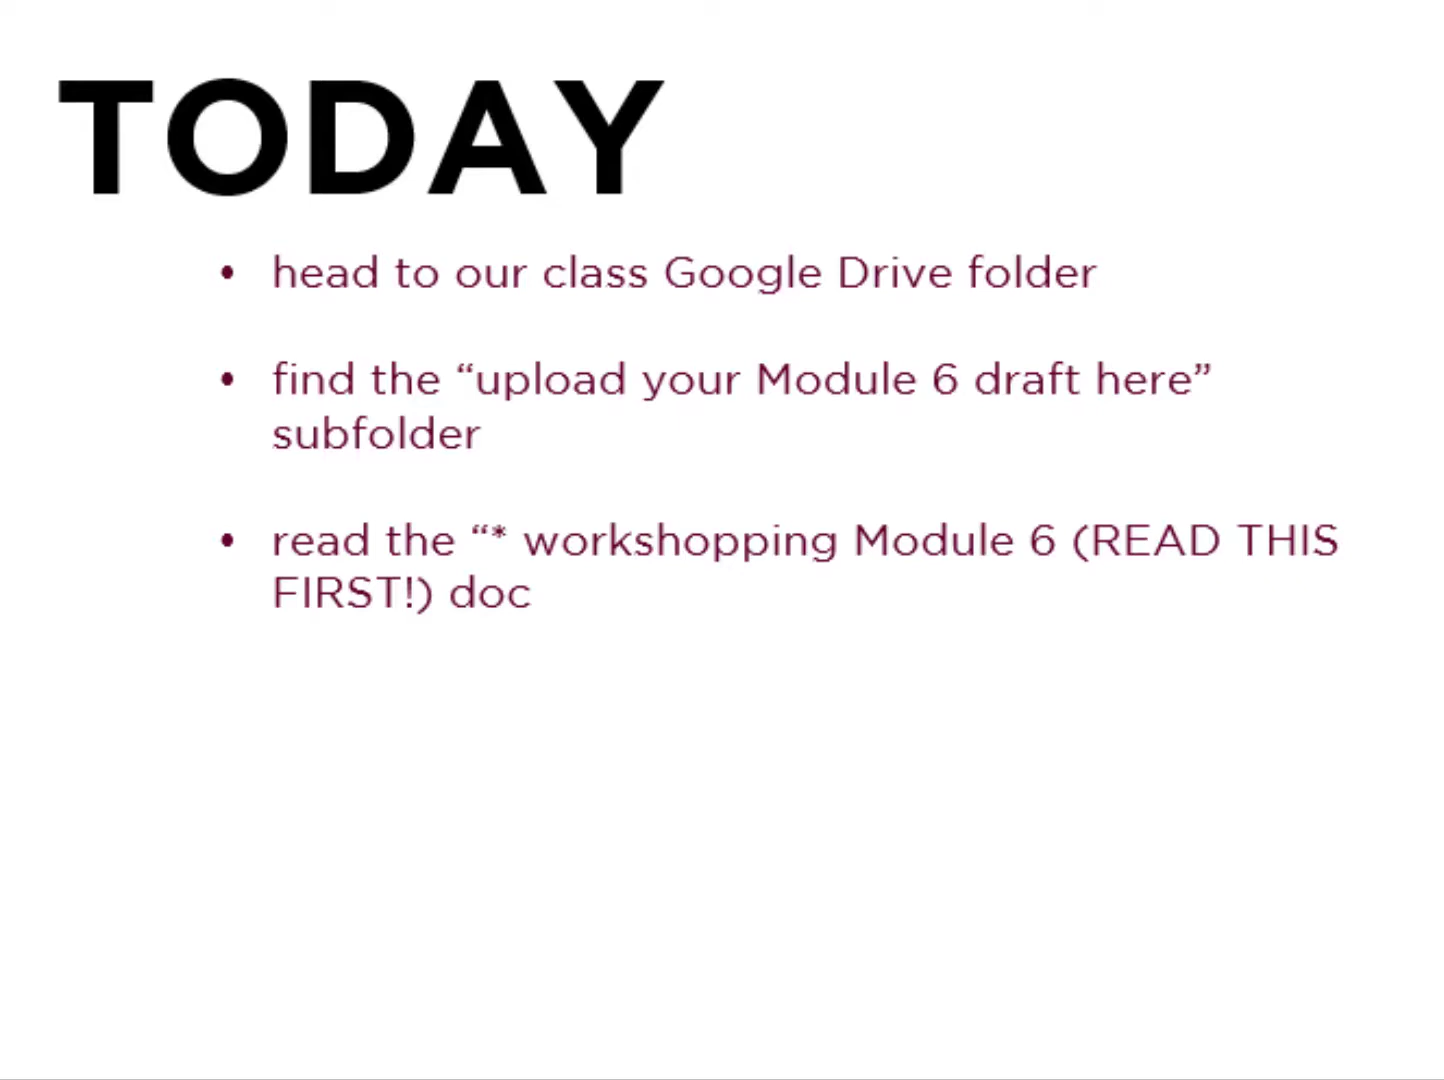 TODAY
• head to our class Google Drive folder
• find the “upload your Module 6 draft here”
subfolder
• read the “* workshopping Module 6 (READ THIS
FIRST!) doc